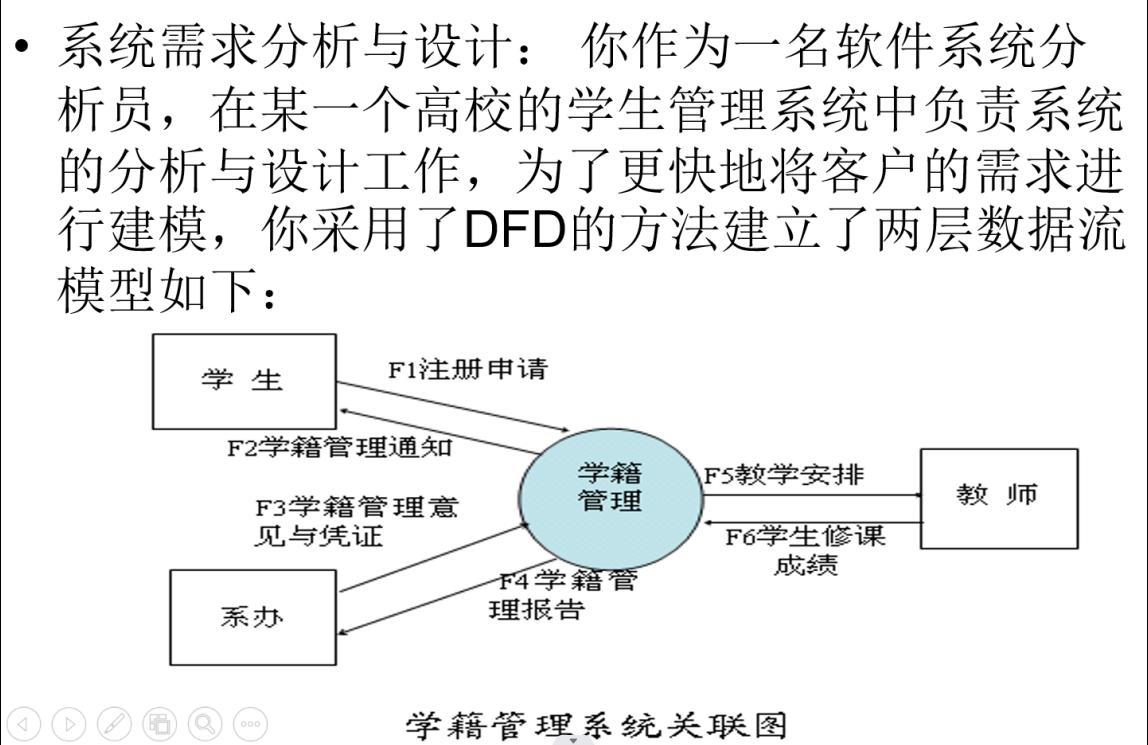 • 系统需求分析与设计： 你作为一名软件系统分
析员，在某一个高校的学生管理系统中负责系统
的分析与设计工作，为了更快地将客户的需求进
行建模，你采用了DFD的方法建立了两层数据流
模型如下：
学 生
F1注册申请
F2学籍管理通知
学籍
管理
F3学籍管理意
见与凭证
F5教学安排
教 师
F6学生修课
成绩
F4学籍管
理报告
系办
学籍管理系统关联图